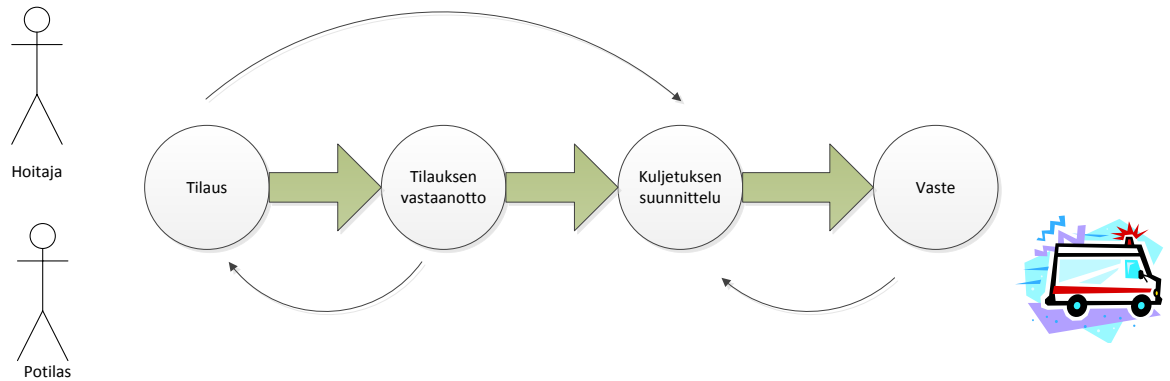 Hoitaja
Tilaus
Tilauksen
vastaanotto
Kuljetuksen
suunnittelu
Vaste
Potilas